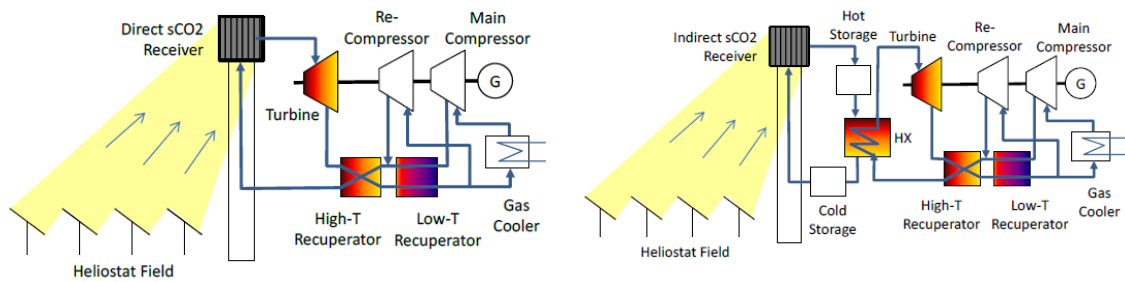 Direct sCO2
Receiver
Re-
Compressor
Main
Compressor
Turbine
G
High-T
Recuperator
Low-T
Recuperator
Gas
Cooler
Heliostat Field
Indirect sCO2
Receiver
Hot
Storage
Turbine
Re-
Compressor
Main
Compressor
G
HX
Cold
Storage
High-T
Recuperator
Low-T
Recuperator
Gas
Cooler
Heliostat Field